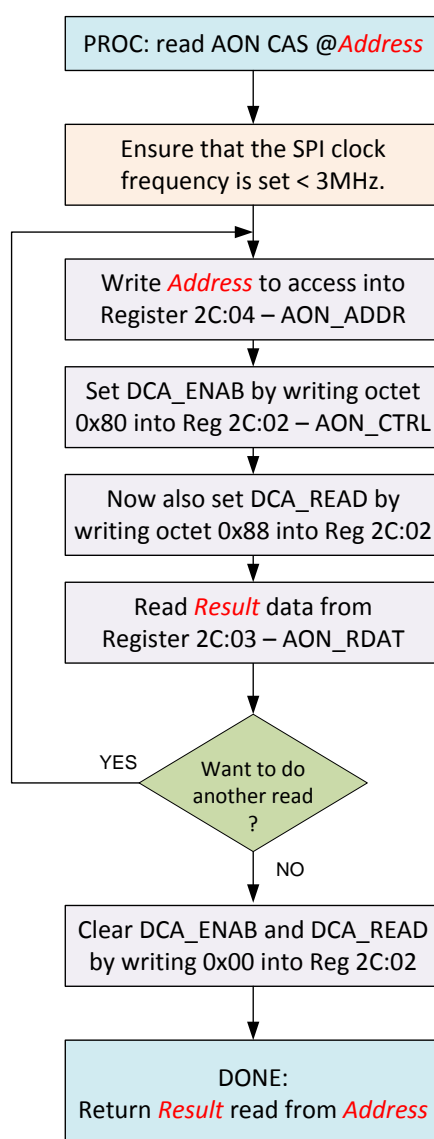 PROC: read AON CAS @Address
Ensure that the SPI clock
frequency is set < 3MHz.
Write Address to access into
Register 2C:04 – AON_ADDR
Set DCA_ENAB by writing octet
0x80 into Reg 2C:02 – AON_CTRL
Now also set DCA_READ by
writing octet 0x88 into Reg 2C:02
Read Result data from
Register 2C:03 – AON_RDAT
YES
Want to do
another read
?
NO
Clear DCA_ENAB and DCA_READ
by writing 0x00 into Reg 2C:02
DONE:
Return Result read from Address